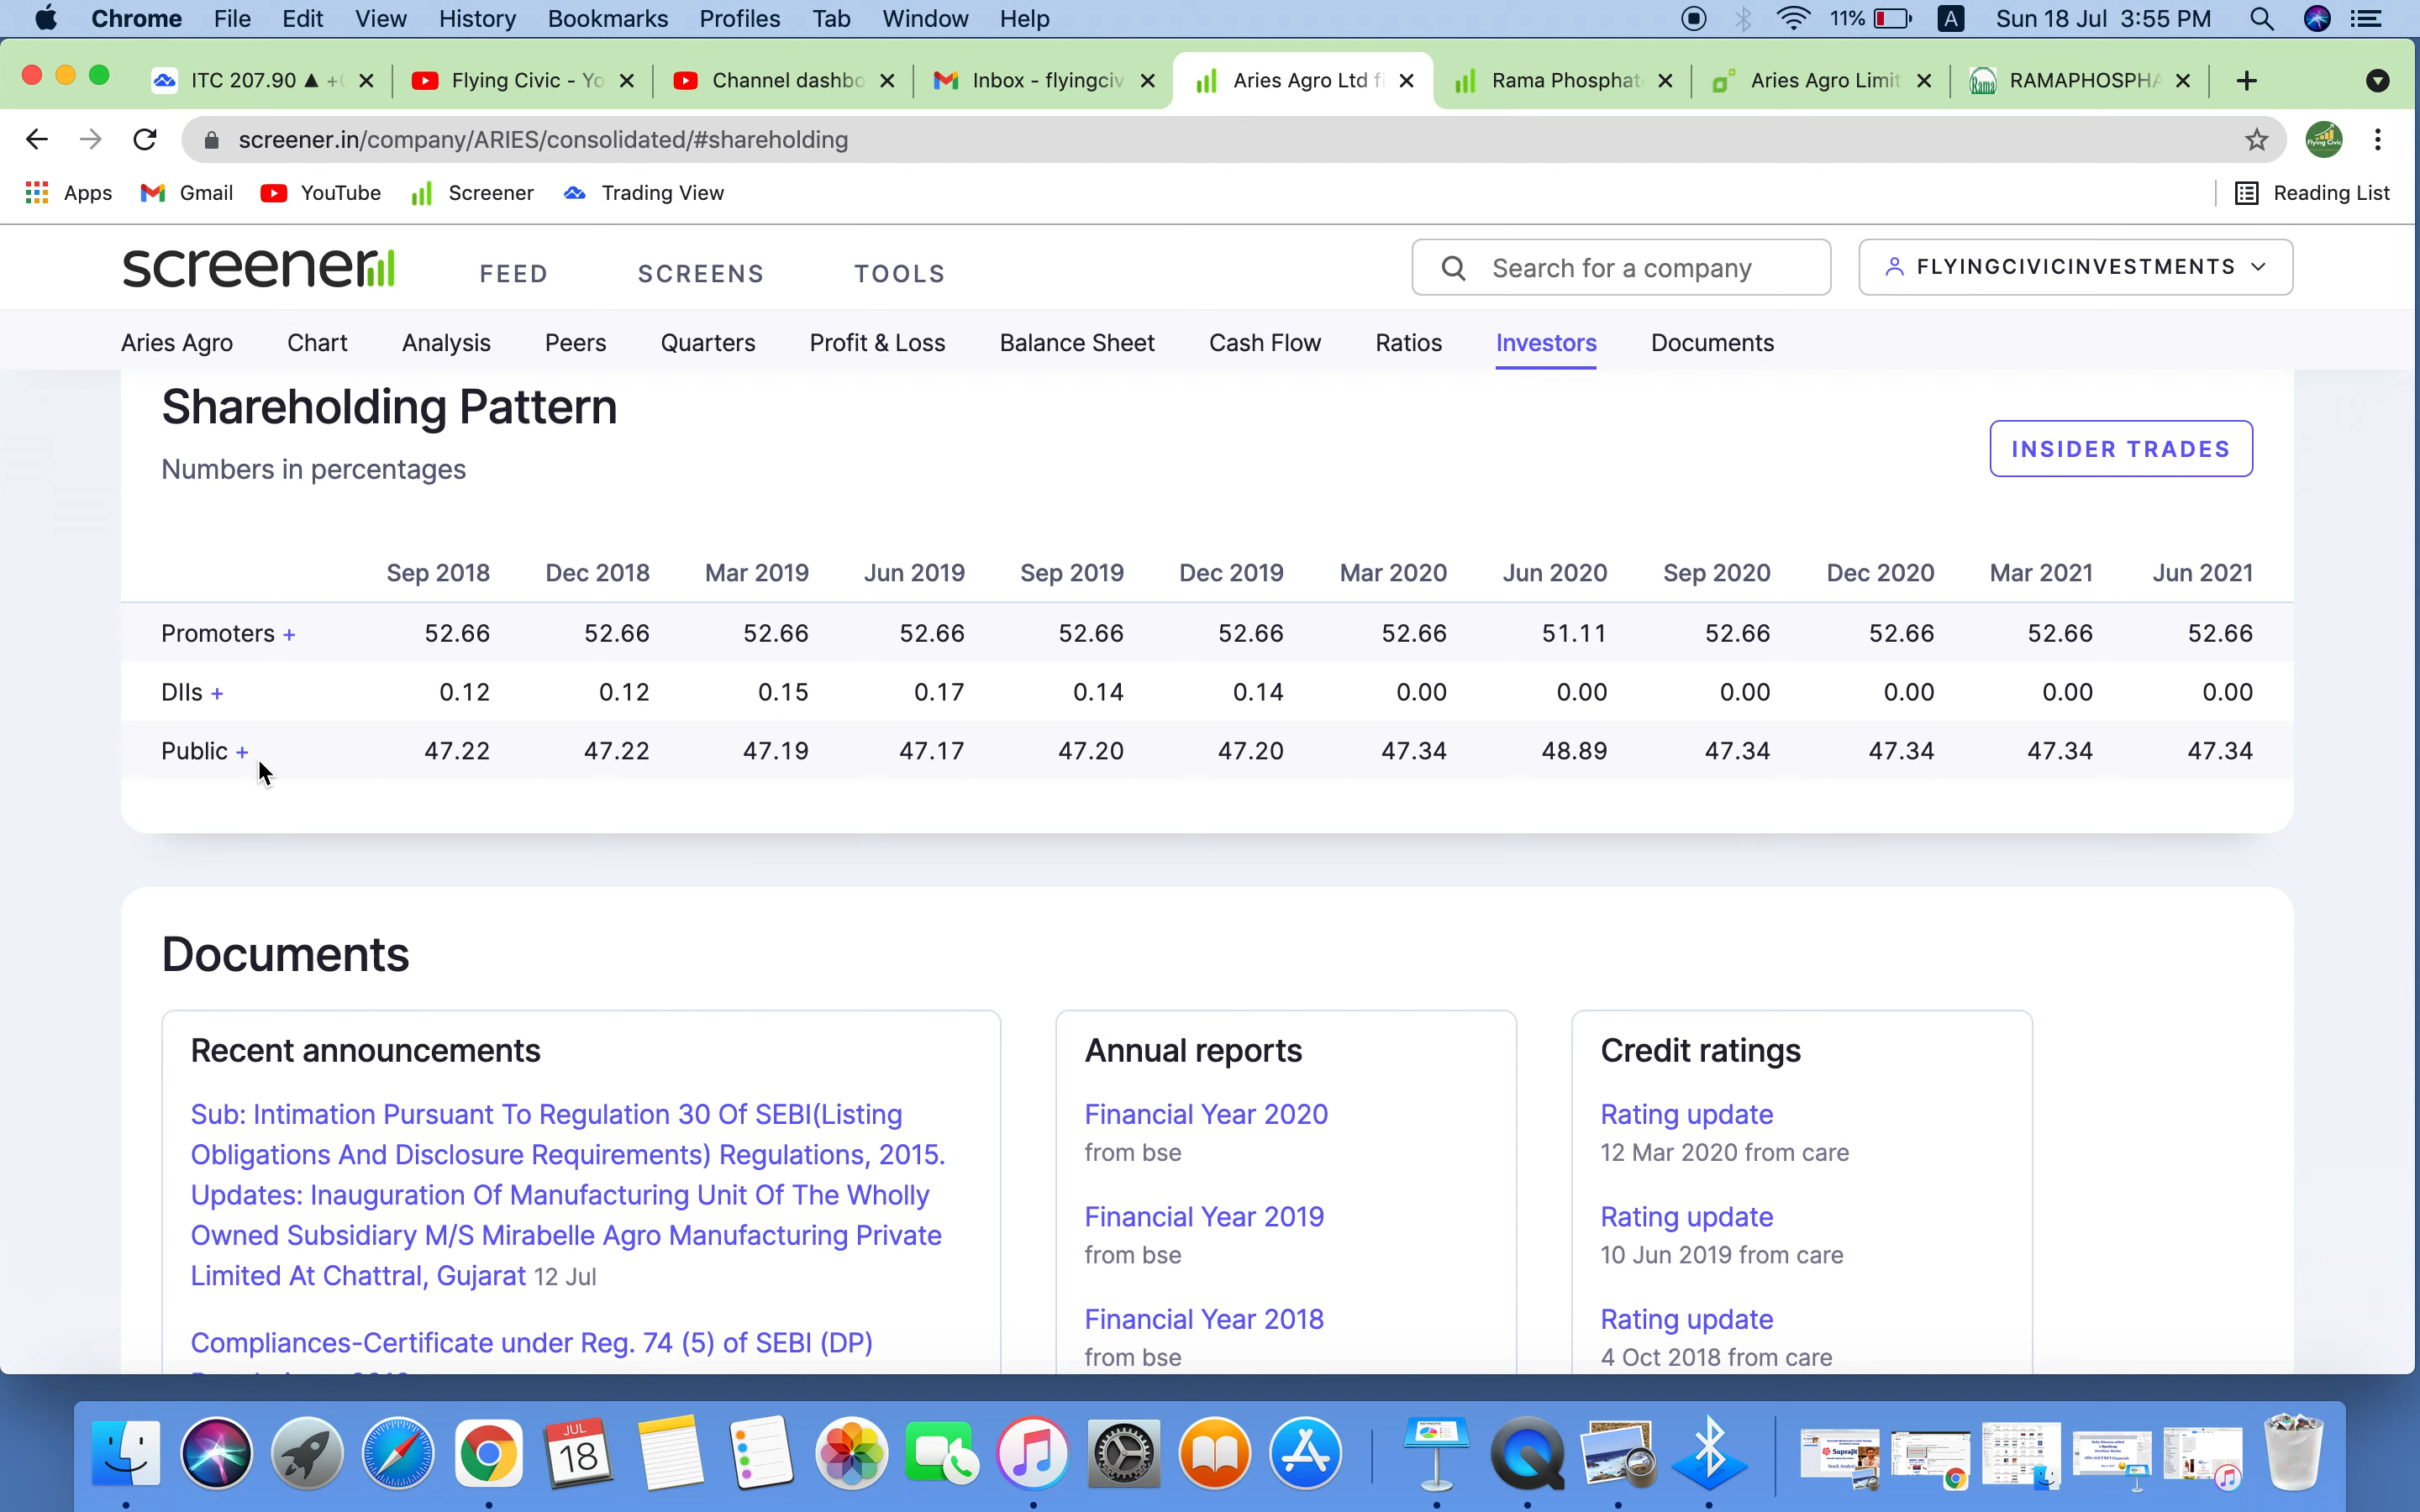 Chrome File Edit View History Bookmarks Profiles Tab Window Help 11% A Sun 18 Jul 3:55 PM
ITC 207.90 ▲ +( Flying Civic - Yo Channel dashbo Inbox - flyingciv Aries Agro Ltd fi Rama Phosphat Aries Agro Limit RAMAPHOSPHA
screener.in/company/ARIES/consolidated/#shareholding
Apps Gmail YouTube Screener Trading View Reading List
screener FEED SCREENS TOOLS Search for a company FLYINGCIVICINVESTMENTS
Aries Agro Chart Analysis Peers Quarters Profit & Loss Balance Sheet Cash Flow Ratios Investors Documents
Shareholding Pattern
Numbers in percentages
INSIDER TRADES
Sep 2018 Dec 2018 Mar 2019 Jun 2019 Sep 2019 Dec 2019 Mar 2020 Jun 2020 Sep 2020 Dec 2020 Mar 2021 Jun 2021
Promoters + 52.66 52.66 52.66 52.66 52.66 52.66 52.66 51.11 52.66 52.66 52.66 52.66
DIIs + 0.12 0.12 0.15 0.17 0.14 0.14 0.00 0.00 0.00 0.00 0.00 0.00
Public + 47.22 47.22 47.19 47.17 47.20 47.20 47.34 48.89 47.34 47.34 47.34 47.34
Documents
Recent announcements
Sub: Intimation Pursuant To Regulation 30 Of SEBI(Listing
Obligations And Disclosure Requirements) Regulations, 2015.
Updates: Inauguration Of Manufacturing Unit Of The Wholly
Owned Subsidiary M/S Mirabelle Agro Manufacturing Private
Limited At Chattral, Gujarat 12 Jul
Compliances-Certificate under Reg. 74 (5) of SEBI (DP)
Annual reports
Financial Year 2020
from bse
Financial Year 2019
from bse
Financial Year 2018
from bse
Credit ratings
Rating update
12 Mar 2020 from care
Rating update
10 Jun 2019 from care
Rating update
4 Oct 2018 from care
JUL
18